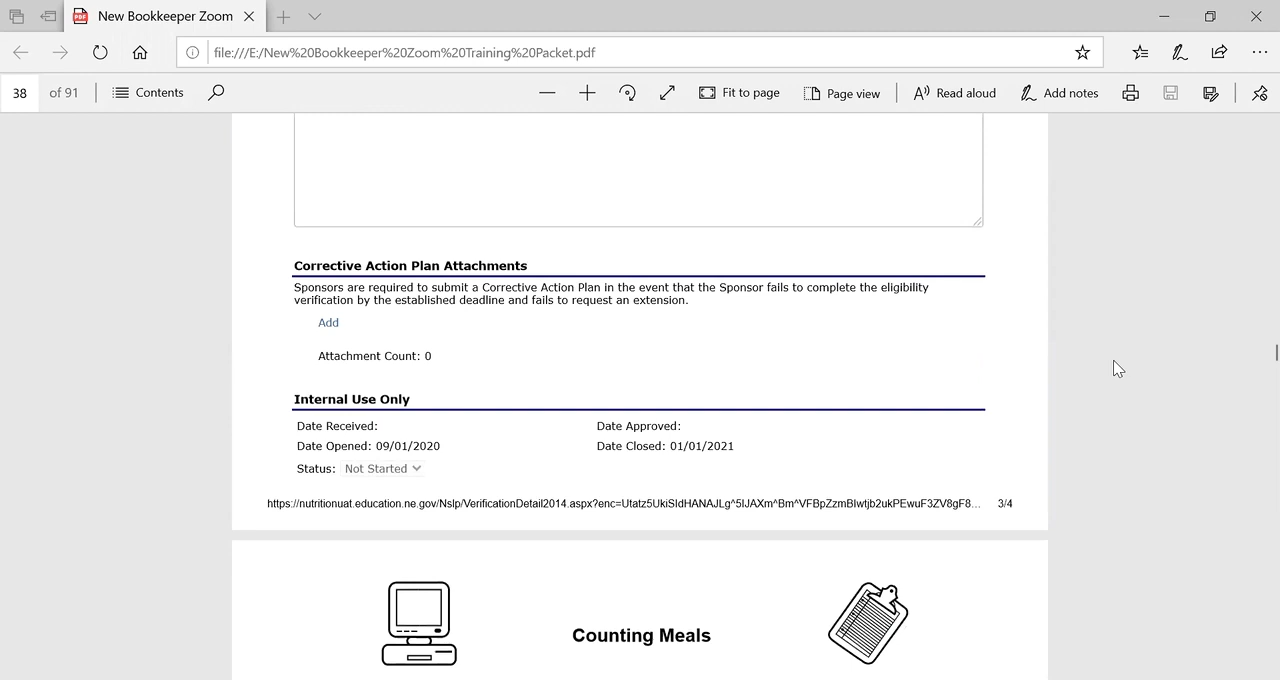 New Bookkeeper Zoom
file:///E:/New%20Bookkeeper%20Zoom%20Training%20Packet.pdf
38 of 91 Contents Fit to page Page view Read aloud Add notes
Corrective Action Plan Attachments
Sponsors are required to submit a Corrective Action Plan in the event that the Sponsor fails to complete the eligibility
verification by the established deadline and fails to request an extension.
Add
Attachment Count: 0
Internal Use Only
Date Received: Date Approved:
Date Opened: 09/01/2020 Date Closed: 01/01/2021
Status: Not Started
https://nutritionuat.education.ne.gov/Nslp/VerificationDetail2014.aspx?enc=Utatz5UkiSIdHANAJLg^5lJAXm^Bm^VFBpZzmBIwtjb2ukPEwuF3ZV8gF8... 3/4
Counting Meals